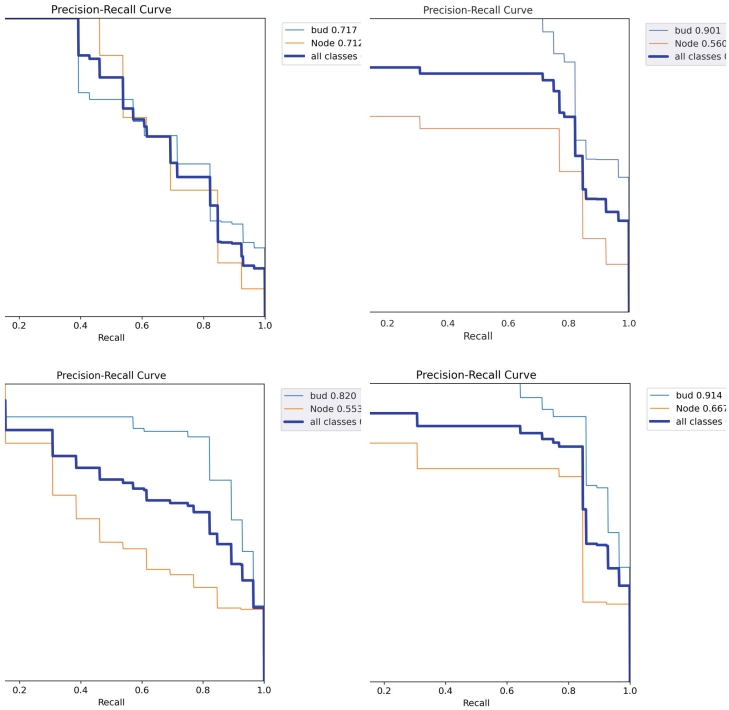 Precision-Recall Curve
bud 0.717
Node 0.712
all classes
0.2 0.4 0.6 0.8 1.0
Recall
Precision-Recall Curve
bud 0.901
Node 0.560
all classes
0.2 0.4 0.6 0.8 1.0
Recall
Precision-Recall Curve
bud 0.820
Node 0.553
all classes
0.2 0.4 0.6 0.8 1.0
Recall
Precision-Recall Curve
bud 0.914
Node 0.667
all classes
0.2 0.4 0.6 0.8 1.0
Recall